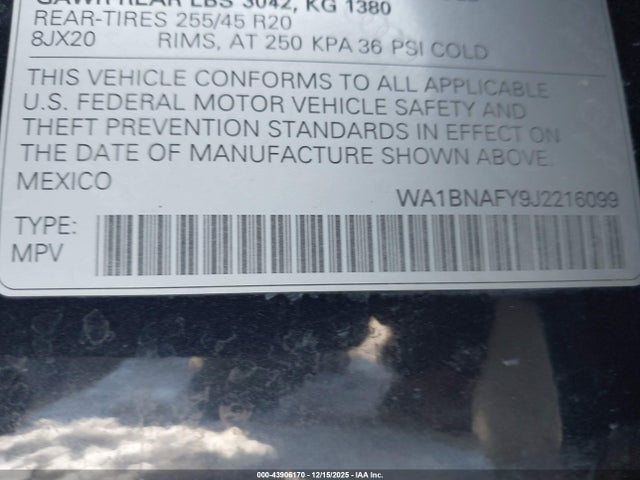 GAWR REAR LBS 3042, KG 1380
REAR-TIRES 255/45 R20
8JX20 RIMS, AT 250 KPA 36 PSI COLD
THIS VEHICLE CONFORMS TO ALL APPLICABLE
U.S. FEDERAL MOTOR VEHICLE SAFETY AND
THEFT PREVENTION STANDARDS IN EFFECT ON
THE DATE OF MANUFACTURE SHOWN ABOVE.
MEXICO
WA1BNAFY9J2216099
TYPE:
MPV
000-43906170 - 12/15/2025 - IAA Inc.